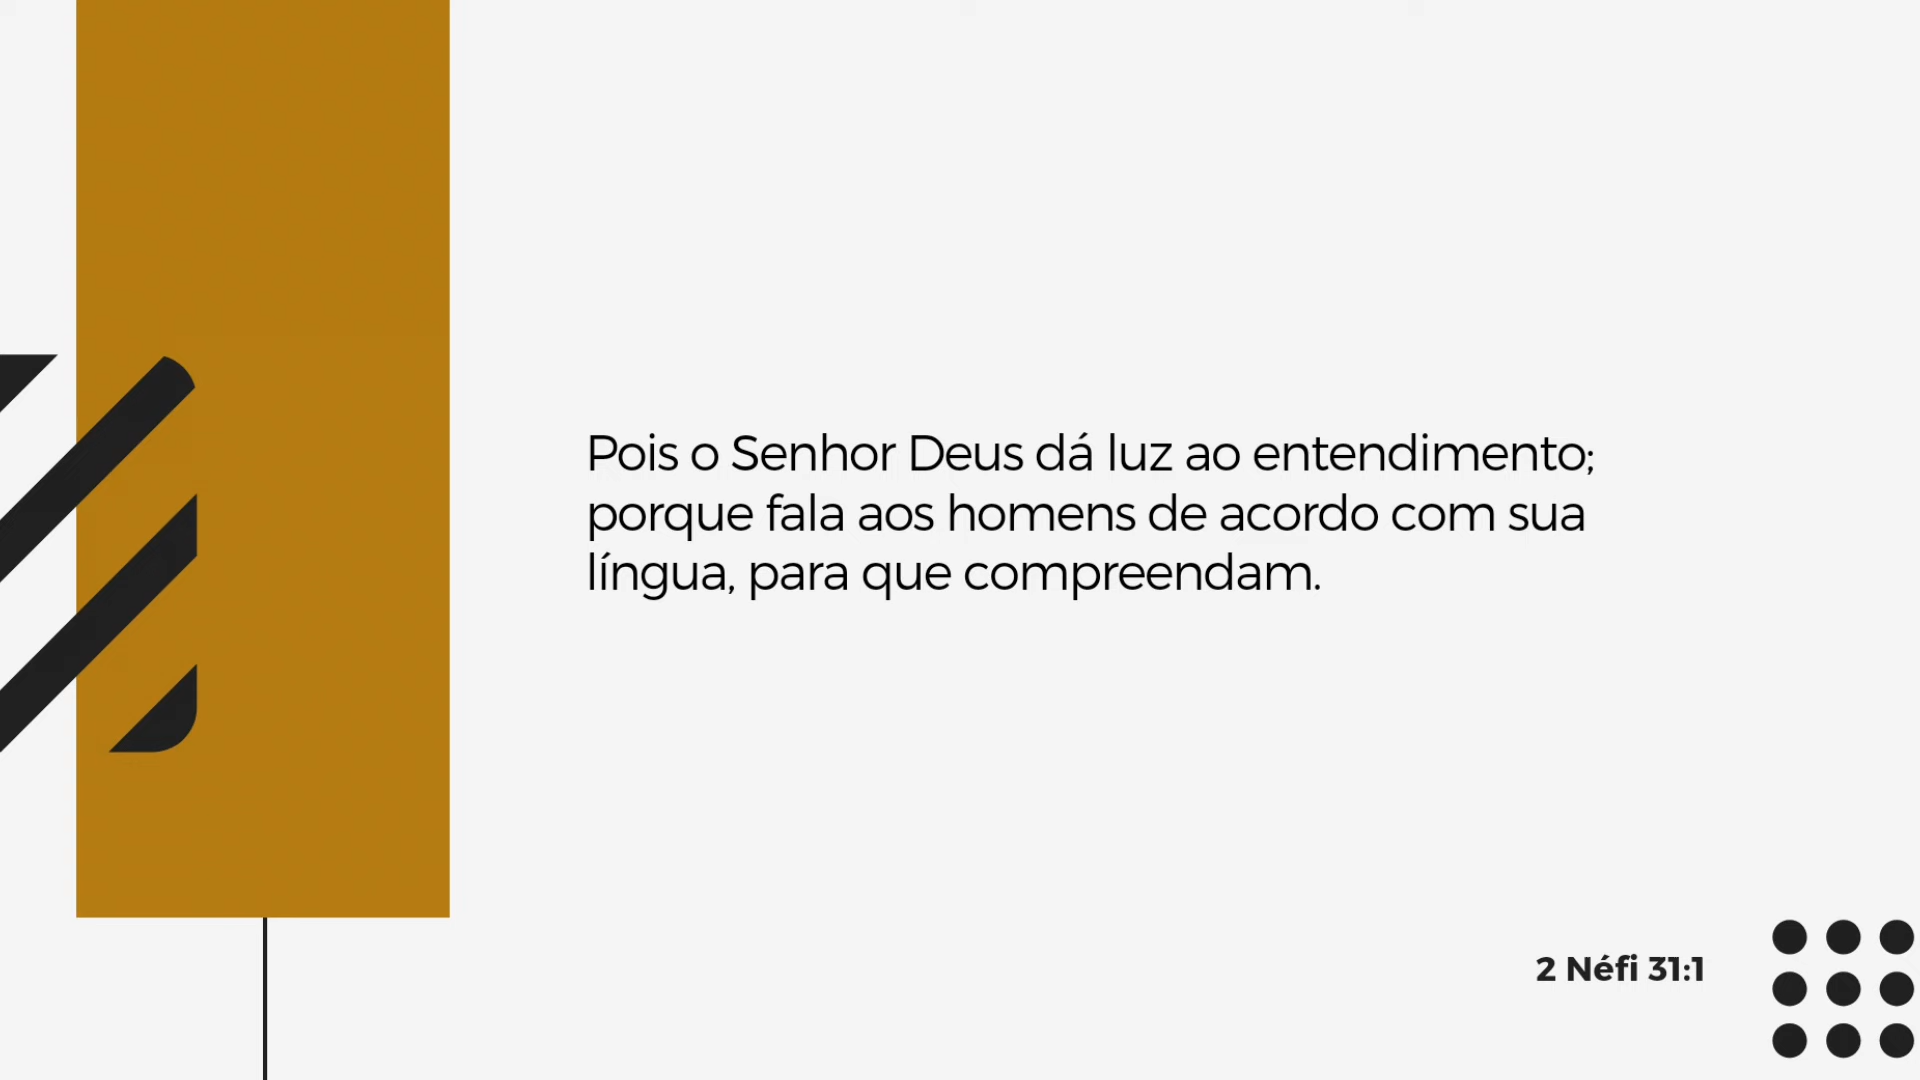 Pois o Senhor Deus dá luz ao entendimento;
porque fala aos homens de acordo com sua
língua, para que compreendam.
2 Néfi 31:1